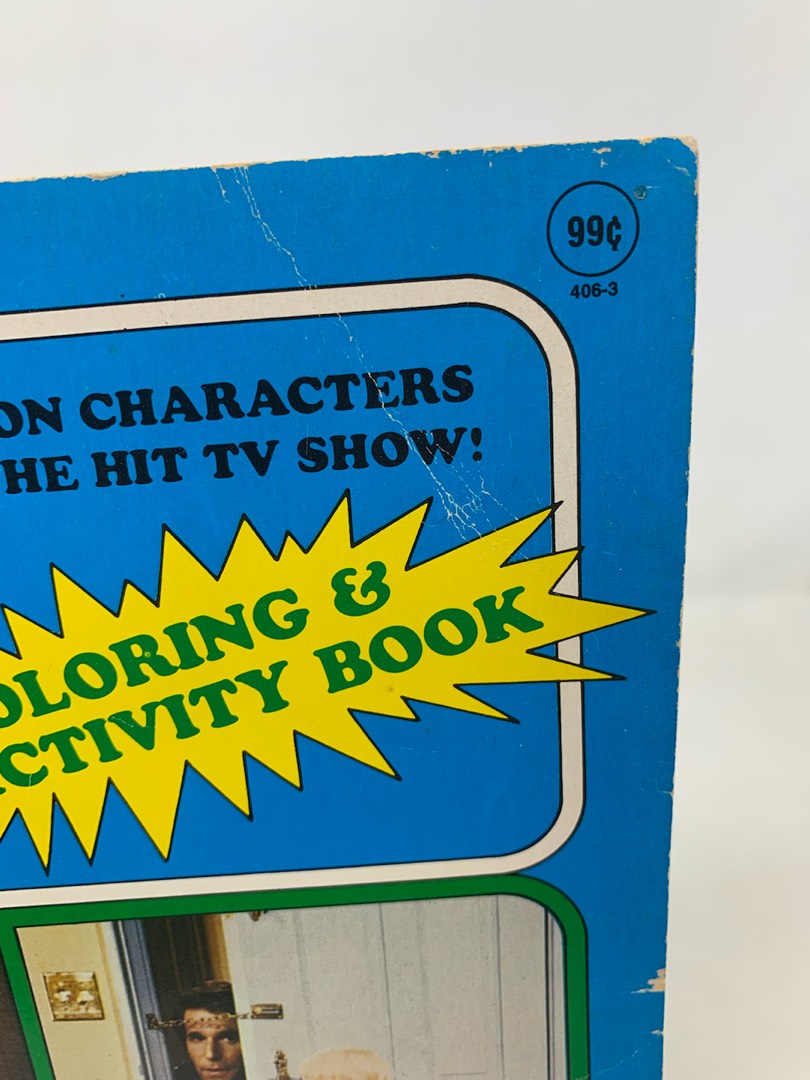 99¢
406-3
ON CHARACTERS
HE HIT TV SHOW!
OLORING &
CTIVITY BOOK